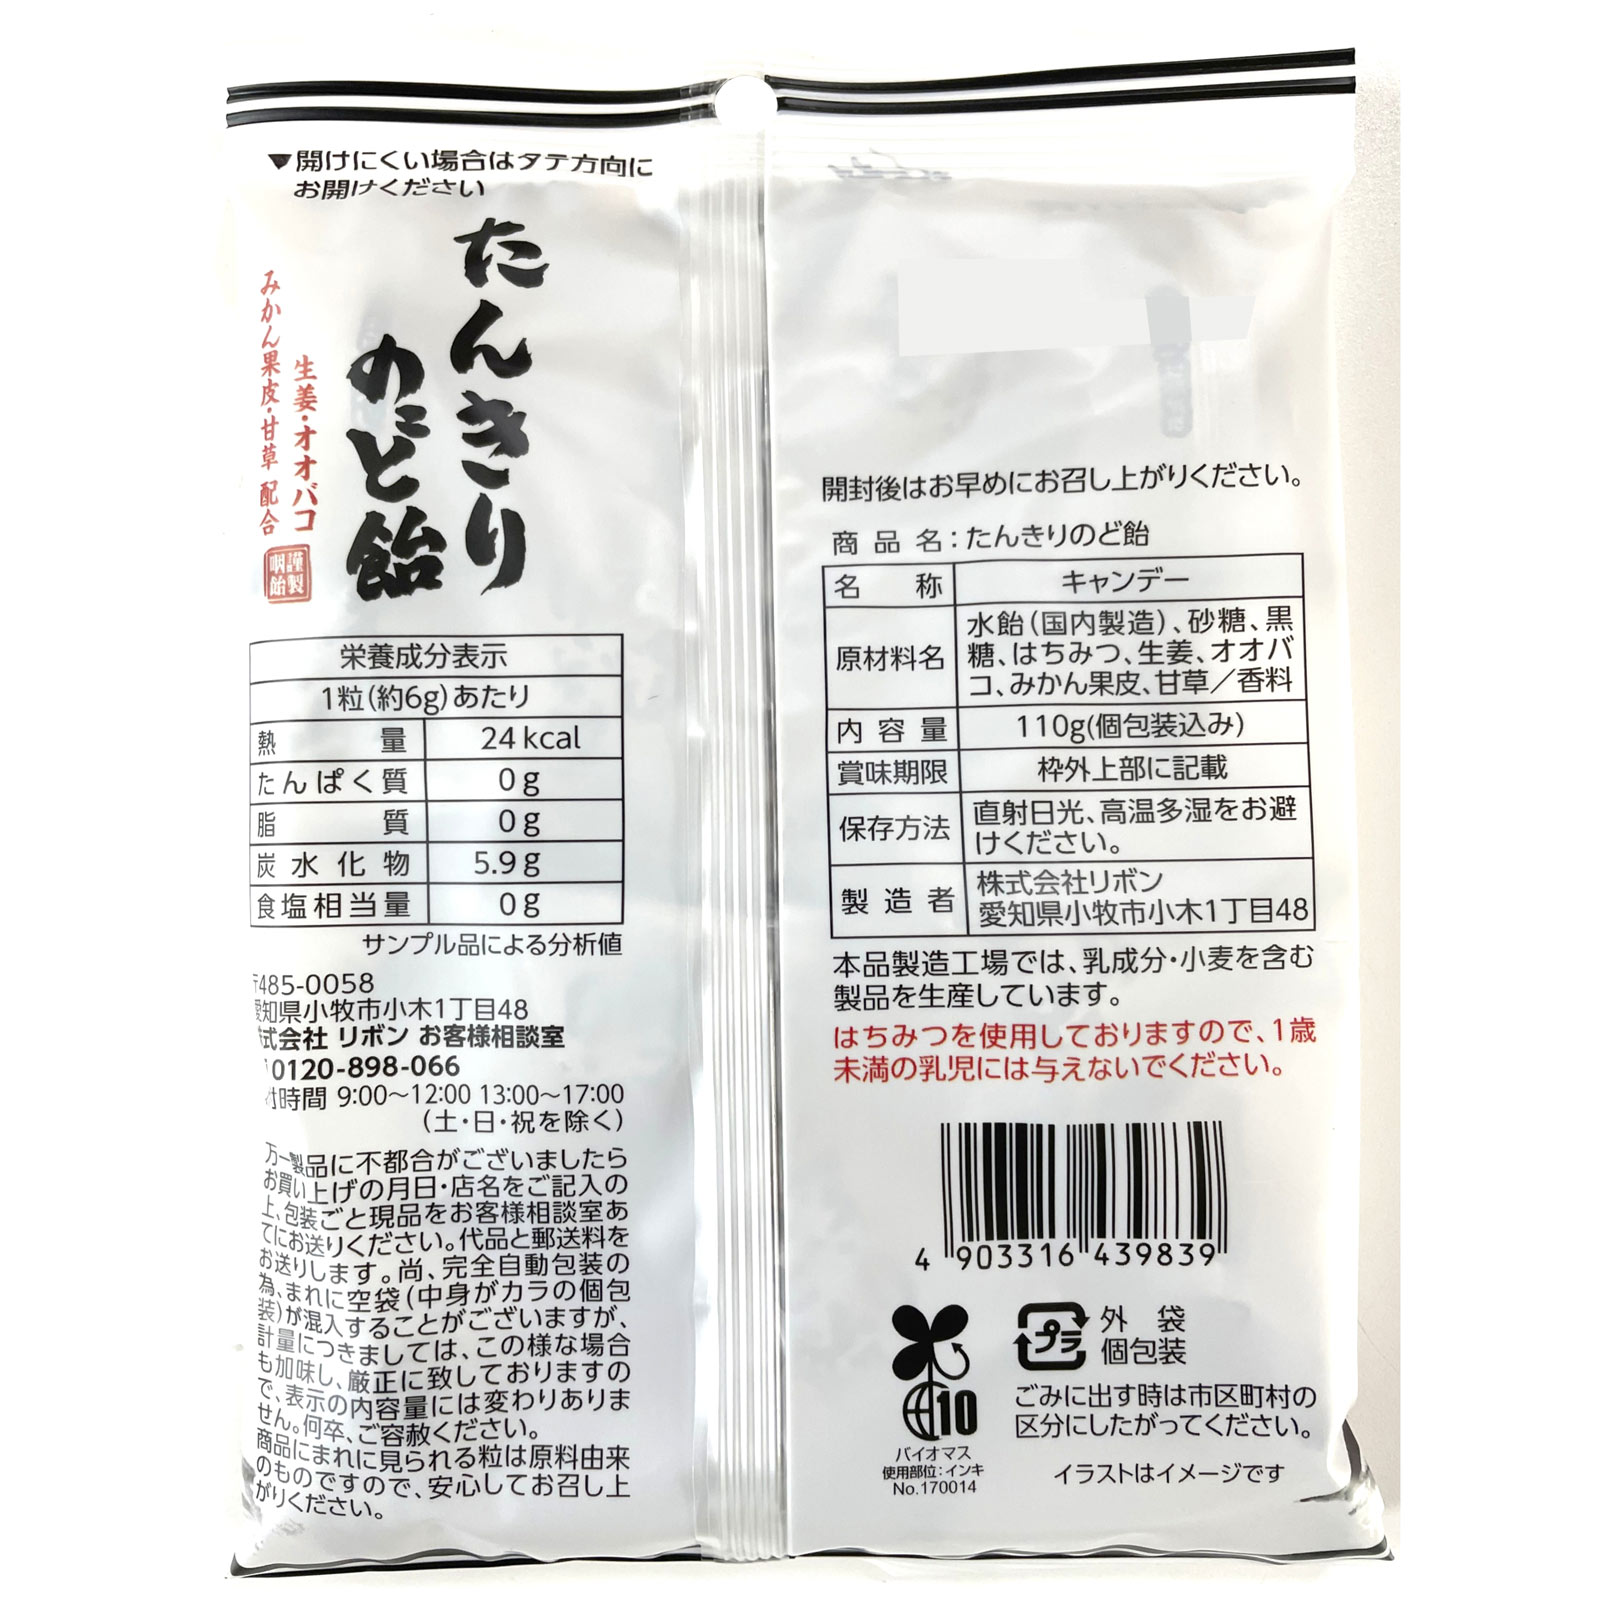 ▼開けにくい場合はタテ方向に
お開けください
たんきり
のど飴
生姜・オオバコ
みかん果皮・甘草 配合
謹製
咽飴
栄養成分表示
1粒(約6g)あたり
熱量 24kcal
たんぱく質 0g
脂質 0g
炭水化物 5.9g
食塩相当量 0g
サンプル品による分析値
〒485-0058
愛知県小牧市小木1丁目48
株式会社 リボン お客様相談室
0120-898-066
付時間 9:00～12:00 13:00～17:00
(土・日・祝を除く)
万一製品に不都合がございましたら
お買い上げの月日・店名をご記入の
上、包装ごと現品をお客様相談室あ
てにお送りください。代品と郵送料を
お送りします。尚、完全自動包装の
為、まれに空袋(中身がカラの個包
装)が混入することがございますが、
計量につきましては、この様な場合
も加味し、厳正に致しておりますの
で、表示の内容量には変わりありま
せん。何卒、ご容赦ください。
商品にまれに見られる粒は原料由来
のものですので、安心してお召し上
がりください。
開封後はお早めにお召し上がりください。
商品名:たんきりのど飴
名称 キャンデー
原材料名 水飴(国内製造)、砂糖、黒
糖、はちみつ、生姜、オオバ
コ、みかん果皮、甘草／香料
内容量 110g(個包装込み)
賞味期限 枠外上部に記載
保存方法 直射日光、高温多湿をお避
けください。
製造者 株式会社リボン
愛知県小牧市小木1丁目48
本品製造工場では、乳成分・小麦を含む
製品を生産しています。
はちみつを使用しておりますので、1歳
未満の乳児には与えないでください。
4 903316 439839
10
バイオマス
使用部位:インキ
No.170014
プラ
外袋
個包装
ごみに出す時は市区町村の
区分にしたがってください。
イラストはイメージです